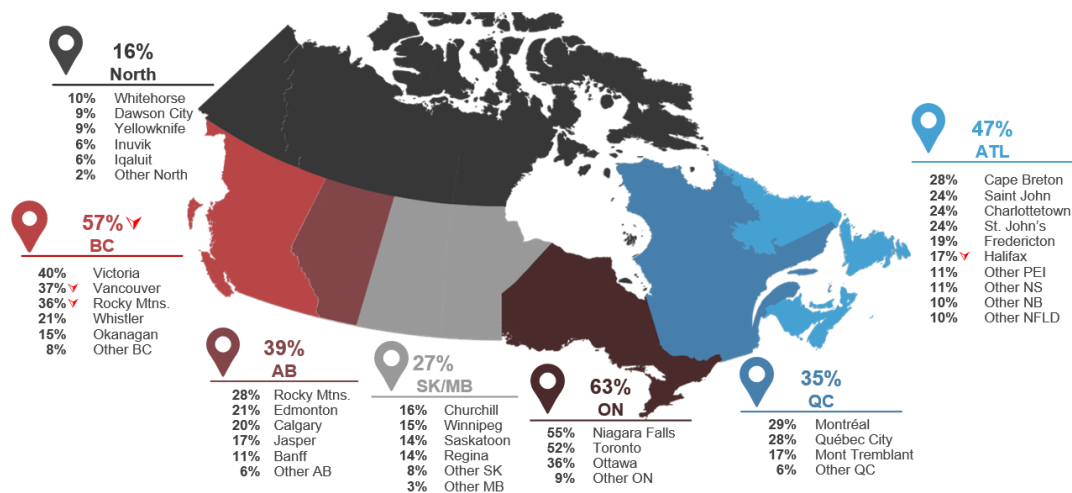 16%
North
10% Whitehorse
9% Dawson City
9% Yellowknife
6% Inuvik
6% Iqaluit
2% Other North
57%
BC
40% Victoria
37% Vancouver
36% Rocky Mtns.
21% Whistler
15% Okanagan
8% Other BC
39%
AB
28% Rocky Mtns.
21% Edmonton
20% Calgary
17% Jasper
11% Banff
6% Other AB
27%
SK/MB
16% Churchill
15% Winnipeg
14% Saskatoon
14% Regina
8% Other SK
3% Other MB
63%
ON
55% Niagara Falls
52% Toronto
36% Ottawa
9% Other ON
35%
QC
29% Montréal
28% Québec City
17% Mont Tremblant
6% Other QC
47%
ATL
28% Cape Breton
24% Saint John
24% Charlottetown
24% St. John's
19% Fredericton
17% Halifax
11% Other PEI
11% Other NS
10% Other NB
10% Other NFLD